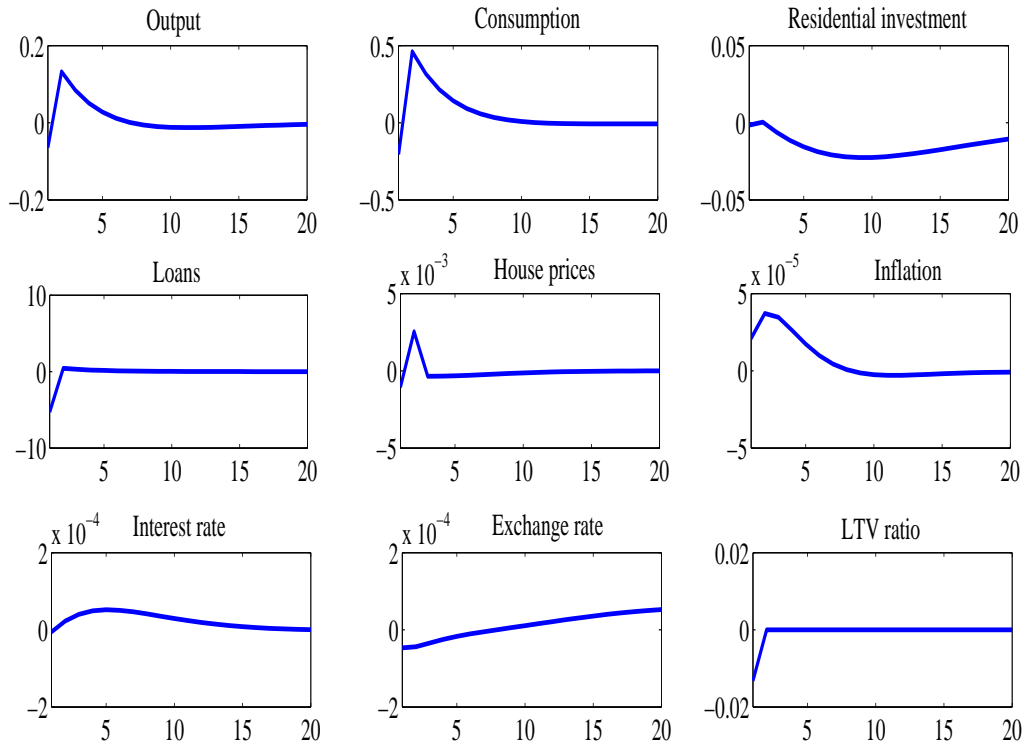 Output
0.2
0
−0.2
5 10 15 20
Consumption
0.5
0
−0.5
5 10 15 20
Residential investment
0.05
0
−0.05
5 10 15 20
Loans
10
0
−10
5 10 15 20
House prices
x 10−3
5
0
−5
5 10 15 20
Inflation
x 10−5
5
0
−5
5 10 15 20
Interest rate
x 10−4
2
0
−2
5 10 15 20
Exchange rate
x 10−4
2
0
−2
5 10 15 20
LTV ratio
0.02
0
−0.02
5 10 15 20